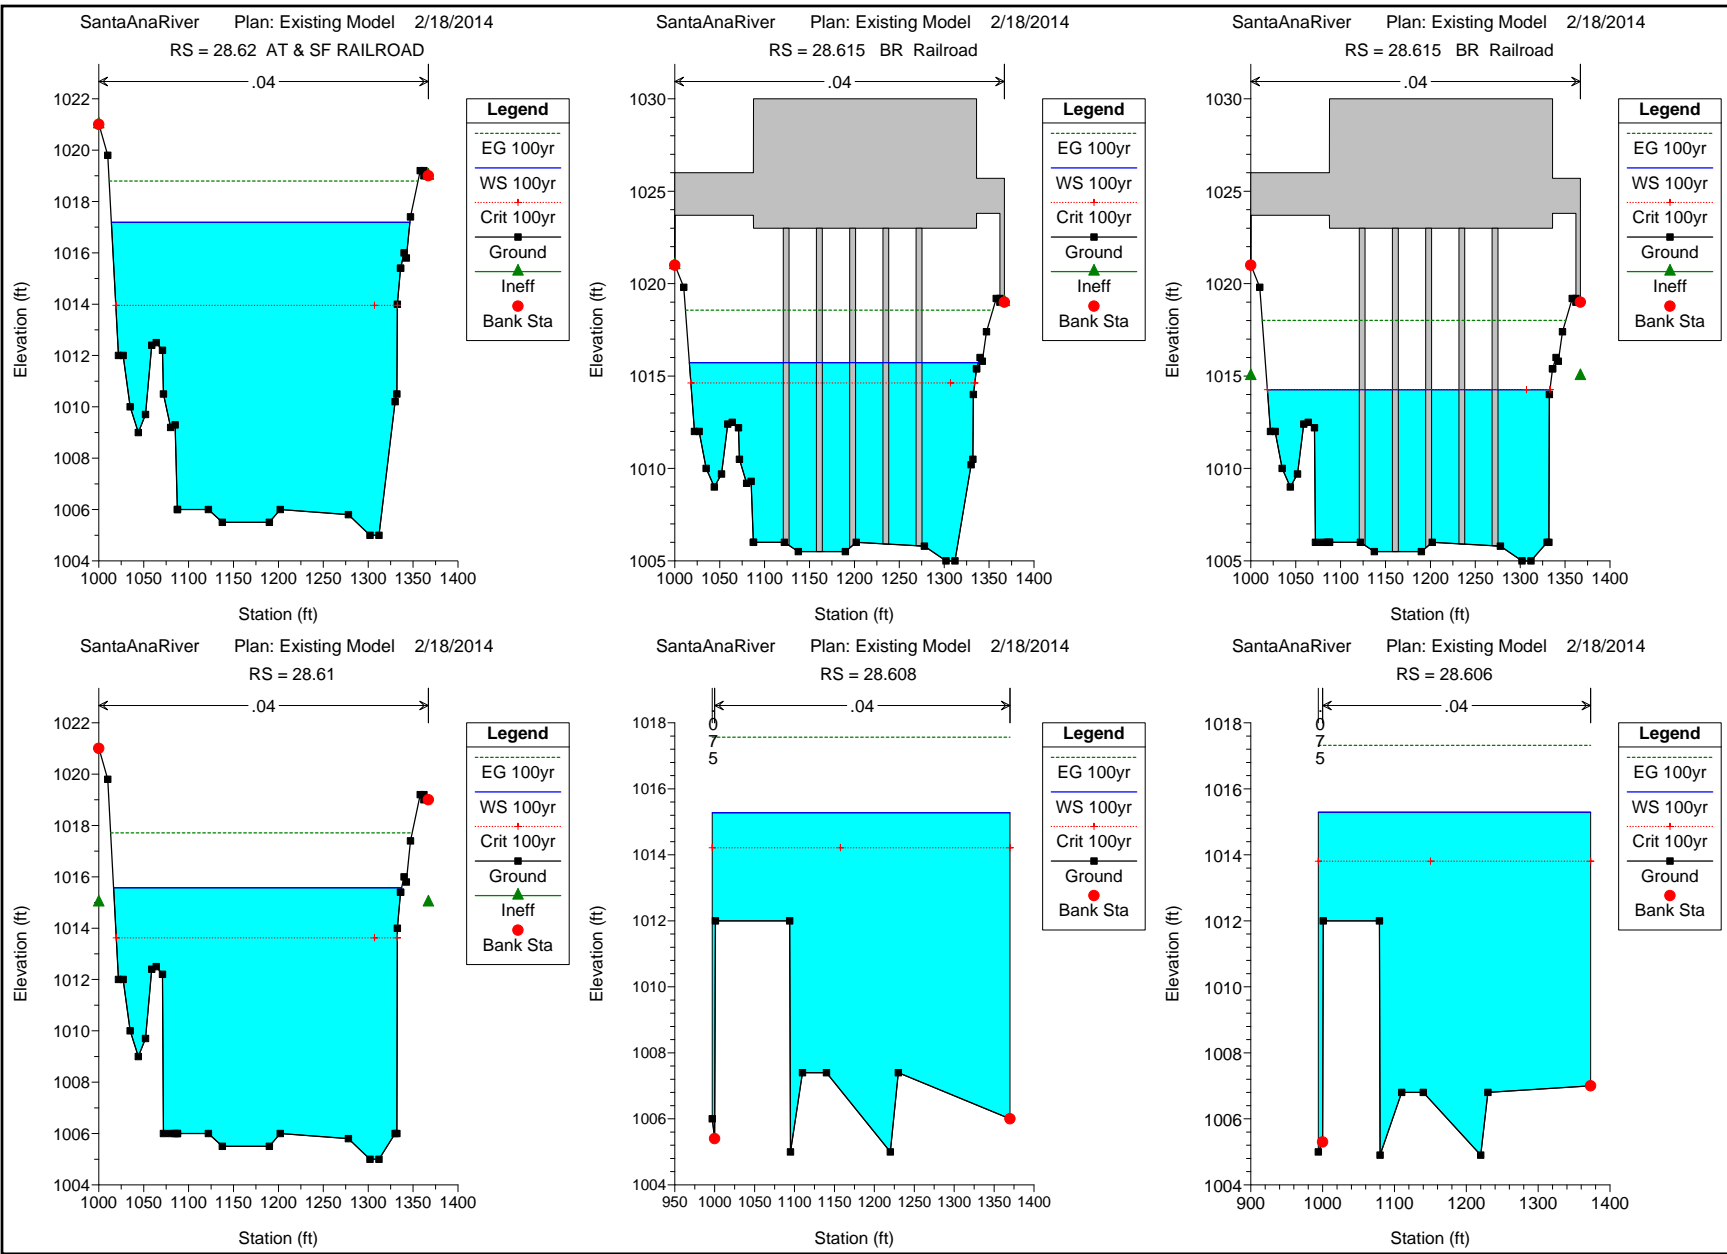 SantaAnaRiver Plan: Existing Model 2/18/2014
RS = 28.62 AT & SF RAILROAD
.04
1022
1020
1018
1016
1014
1012
1010
1008
1006
1004
1000 1050 1100 1150 1200 1250 1300 1350 1400
Station (ft)
Elevation (ft)
Legend
EG 100yr
WS 100yr
Crit 100yr
Ground
Ineff
Bank Sta
SantaAnaRiver Plan: Existing Model 2/18/2014
RS = 28.615 BR Railroad
.04
1030
1025
1020
1015
1010
1005
1000 1050 1100 1150 1200 1250 1300 1350 1400
Station (ft)
Elevation (ft)
Legend
EG 100yr
WS 100yr
Crit 100yr
Ground
Ineff
Bank Sta
SantaAnaRiver Plan: Existing Model 2/18/2014
RS = 28.615 BR Railroad
.04
1030
1025
1020
1015
1010
1005
1000 1050 1100 1150 1200 1250 1300 1350 1400
Station (ft)
Elevation (ft)
Legend
EG 100yr
WS 100yr
Crit 100yr
Ground
Ineff
Bank Sta
SantaAnaRiver Plan: Existing Model 2/18/2014
RS = 28.61
.04
1022
1020
1018
1016
1014
1012
1010
1008
1006
1004
1000 1050 1100 1150 1200 1250 1300 1350 1400
Station (ft)
Elevation (ft)
Legend
EG 100yr
WS 100yr
Crit 100yr
Ground
Ineff
Bank Sta
SantaAnaRiver Plan: Existing Model 2/18/2014
RS = 28.608
.075
.04
1018
1016
1014
1012
1010
1008
1006
1004
950 1000 1050 1100 1150 1200 1250 1300 1350 1400
Station (ft)
Elevation (ft)
Legend
EG 100yr
WS 100yr
Crit 100yr
Ground
Bank Sta
SantaAnaRiver Plan: Existing Model 2/18/2014
RS = 28.606
.075
.04
1018
1016
1014
1012
1010
1008
1006
1004
900 1000 1100 1200 1300 1400
Station (ft)
Elevation (ft)
Legend
EG 100yr
WS 100yr
Crit 100yr
Ground
Bank Sta